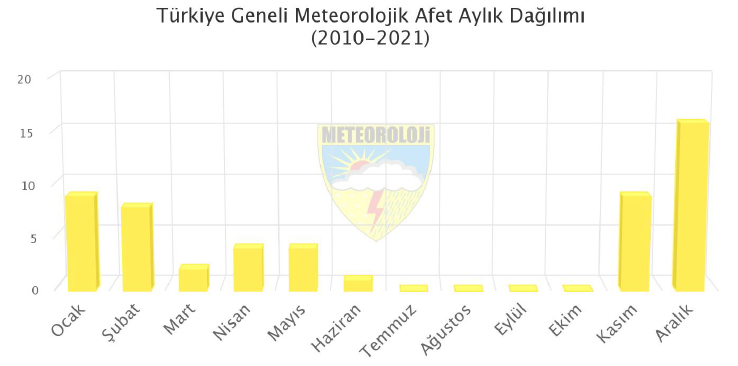 Türkiye Geneli Meteorolojik Afet Aylık Dağılımı
(2010-2021)
METEOROLOJi
20
15
10
5
0
Ocak
Şubat
Mart
Nisan
Mayıs
Haziran
Temmuz
Ağustos
Eylül
Ekim
Kasım
Aralık